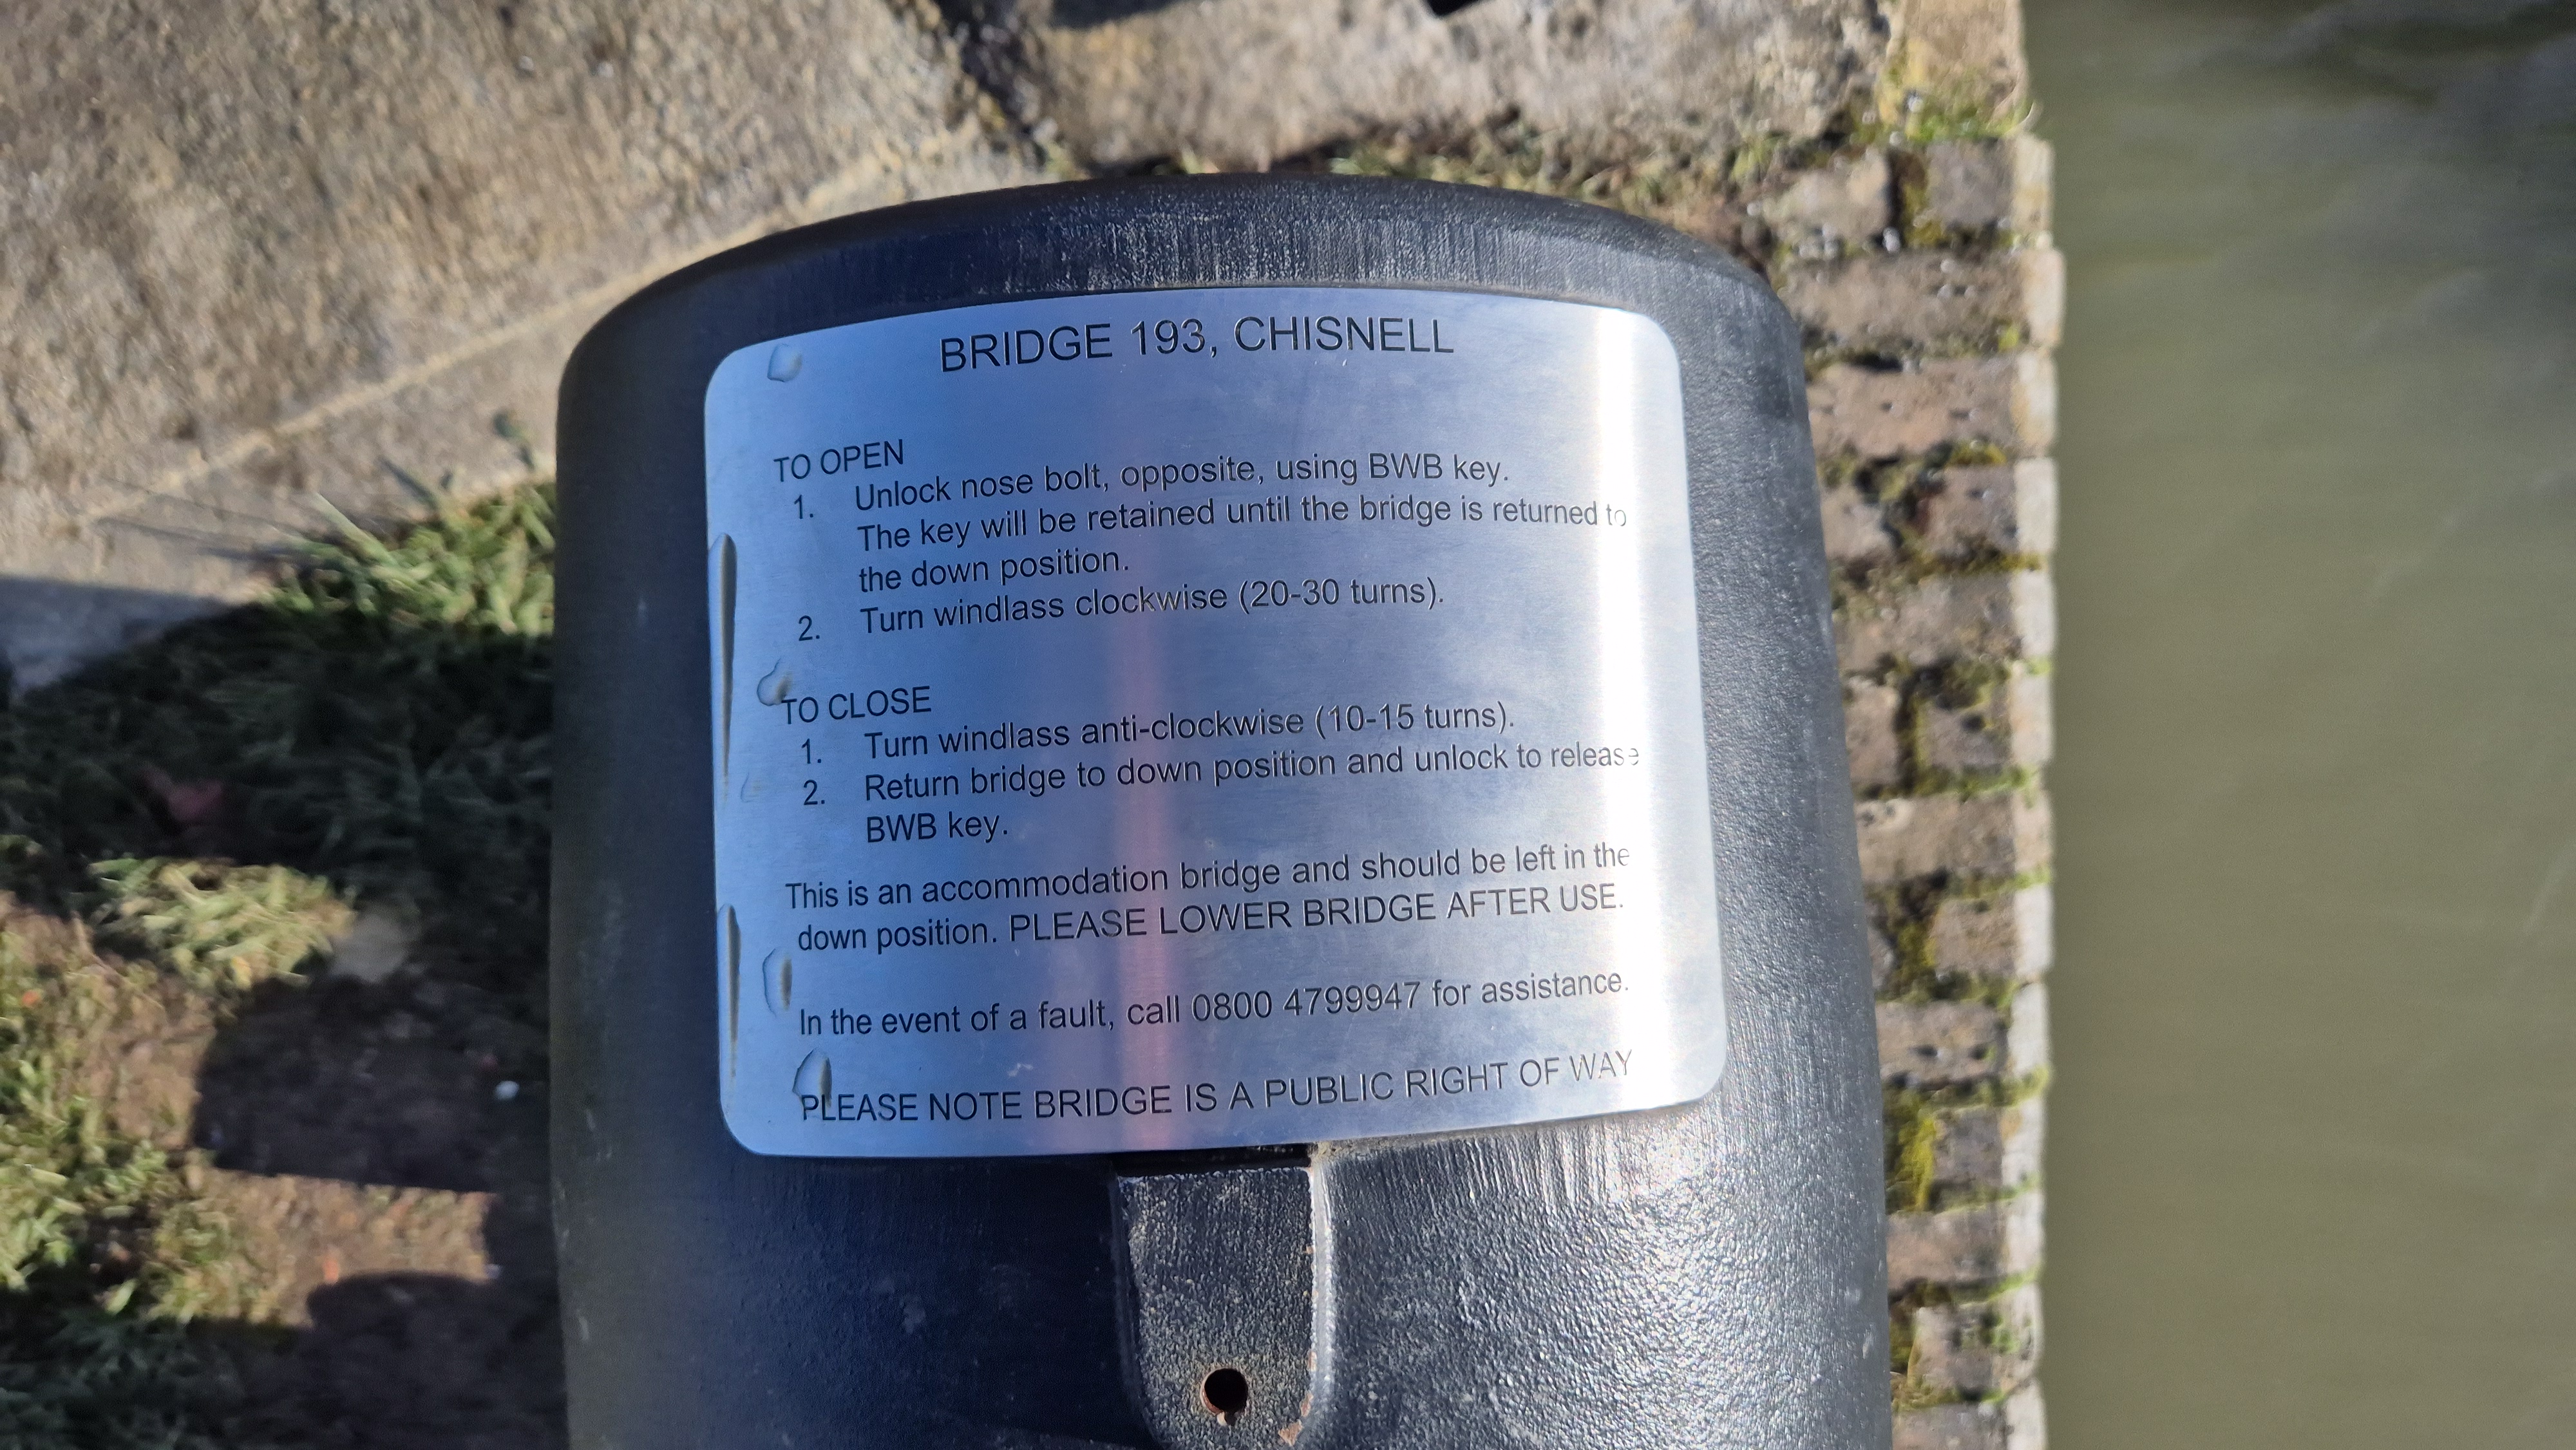 BRIDGE 193, CHISNELL
TO OPEN
1. Unlock nose bolt, opposite, using BWB key.
The key will be retained until the bridge is returned to
the down position.
2. Turn windlass clockwise (20-30 turns).
TO CLOSE
1. Turn windlass anti-clockwise (10-15 turns).
2. Return bridge to down position and unlock to release
BWB key.
This is an accommodation bridge and should be left in the
down position. PLEASE LOWER BRIDGE AFTER USE.
In the event of a fault, call 0800 4799947 for assistance.
PLEASE NOTE BRIDGE IS A PUBLIC RIGHT OF WAY